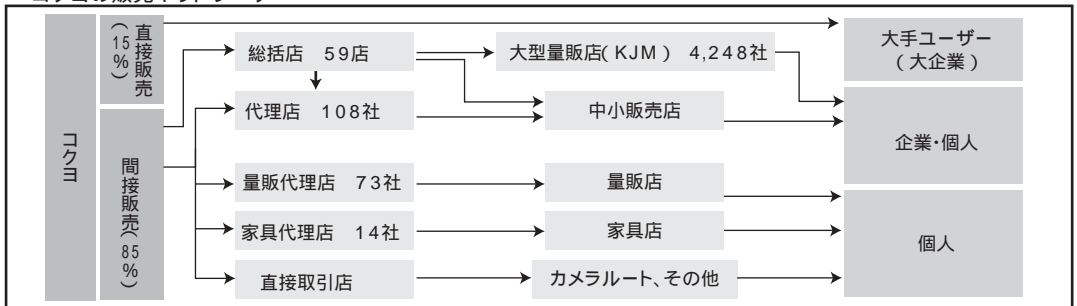 コクヨの販売ネットワーク
コクヨ
直接販売
(15%)
間接販売(85%)
総括店 59店
代理店 108社
量販代理店 73社
家具代理店 14社
直接取引店
大型量販店(KJM) 4,248社
中小販売店
量販店
家具店
カメラルート、その他
大手ユーザー
(大企業)
企業・個人
個人